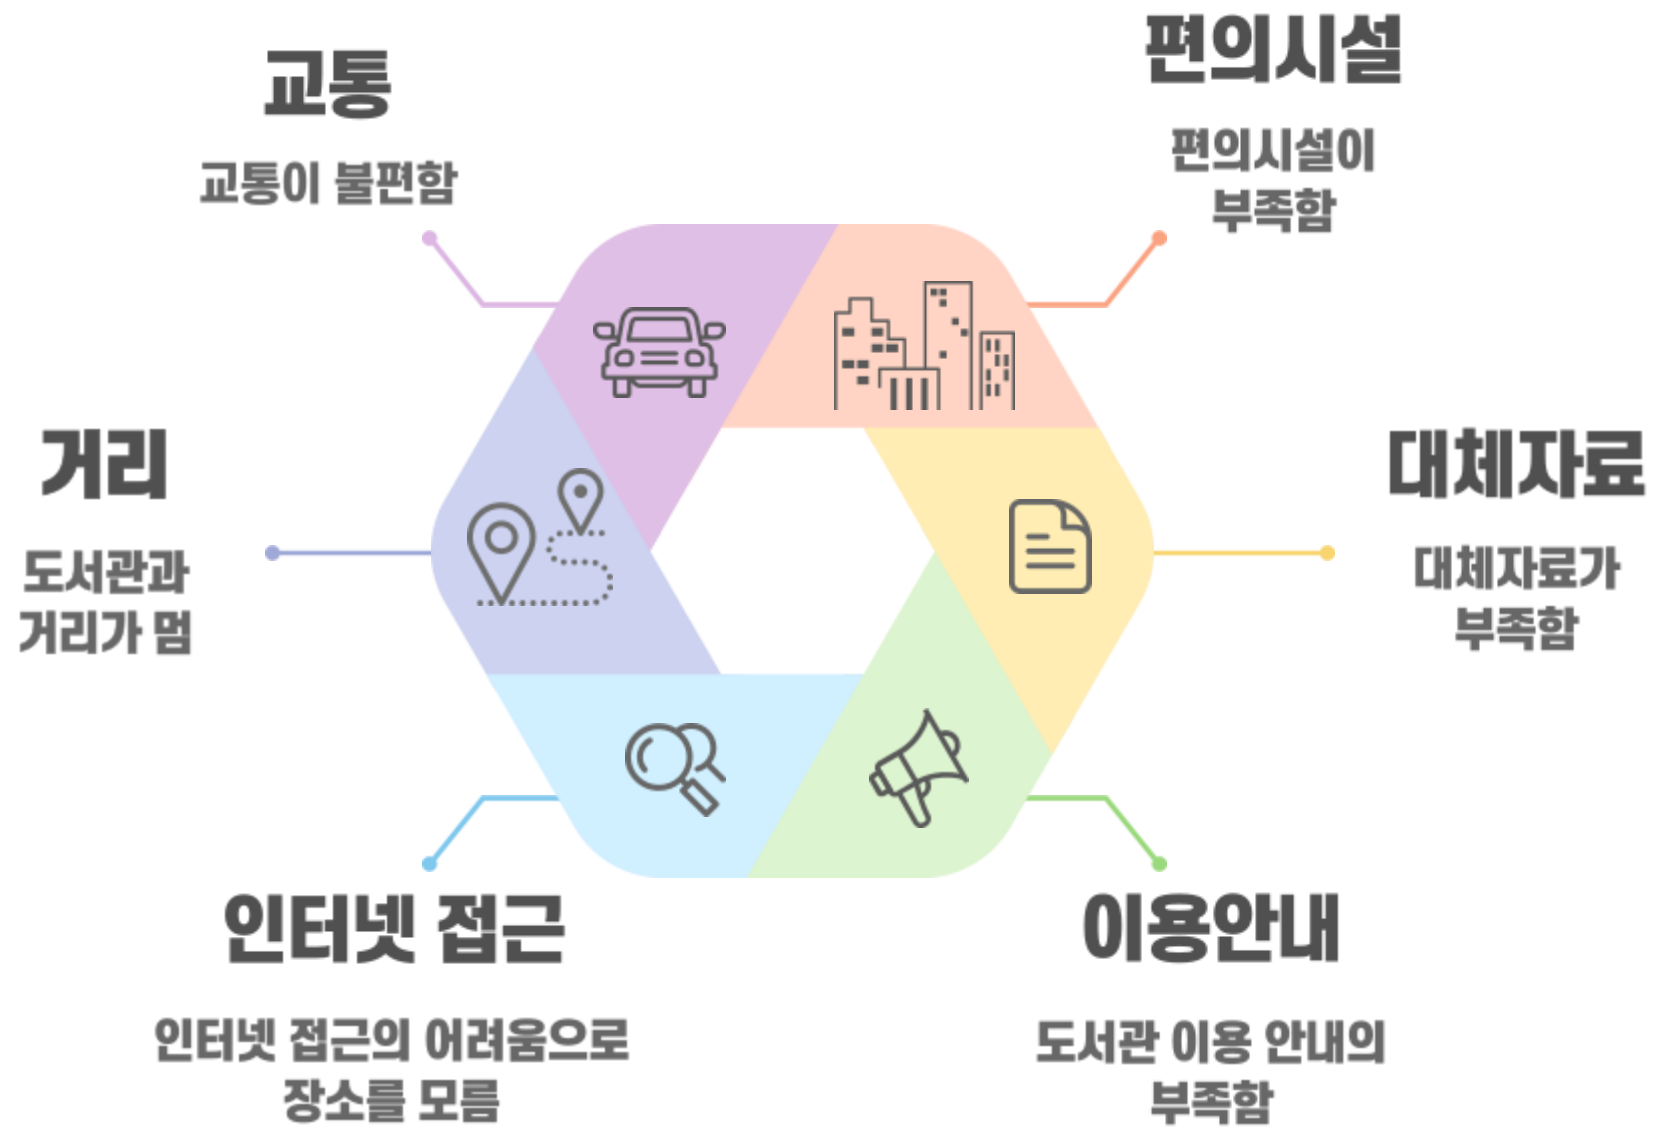 교통
교통이 불편함
편의시설
편의시설이
부족함
거리
도서관과
거리가 멈
대체자료
대체자료가
부족함
인터넷 접근
인터넷 접근의 어려움으로
장소를 모름
이용안내
도서관 이용 안내의
부족함